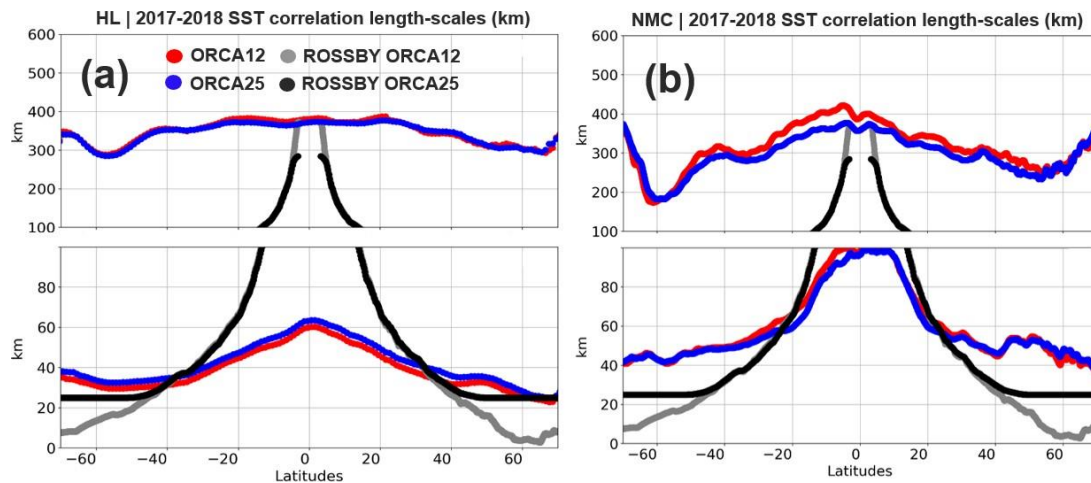 HL | 2017-2018 SST correlation length-scales (km)
600
500
400
300
200
100
km
(a)
ORCA12
ROSSBY ORCA12
ORCA25
ROSSBY ORCA25
80
60
40
20
0
km
−60
−40
−20
0
20
40
60
Latitudes
NMC | 2017-2018 SST correlation length-scales (km)
600
500
400
300
200
100
km
(b)
80
60
40
20
0
km
−60
−40
−20
0
20
40
60
Latitudes